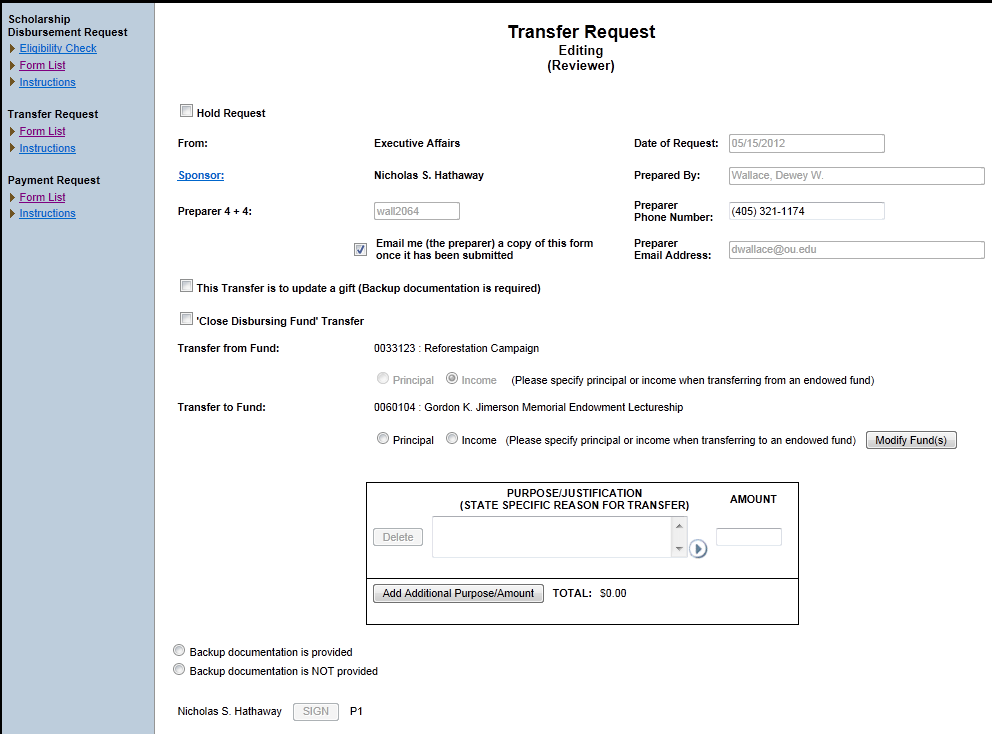 Scholarship
Disbursement Request
Eligibility Check
Form List
Instructions
Transfer Request
Form List
Instructions
Payment Request
Form List
Instructions
Transfer Request
Editing
(Reviewer)
Hold Request
From: Executive Affairs Date of Request: 05/15/2012
Sponsor: Nicholas S. Hathaway Prepared By: Wallace, Dewey W.
Preparer 4 + 4: wall2064 Preparer
Phone Number: (405) 321-1174
Email me (the preparer) a copy of this form
once it has been submitted
Preparer
Email Address: dwallace@ou.edu
This Transfer is to update a gift (Backup documentation is required)
'Close Disbursing Fund' Transfer
Transfer from Fund: 0033123 : Reforestation Campaign
Principal Income (Please specify principal or income when transferring from an endowed fund)
Transfer to Fund: 0060104 : Gordon K. Jimerson Memorial Endowment Lectureship
Principal Income (Please specify principal or income when transferring to an endowed fund) Modify Fund(s)
PURPOSE/JUSTIFICATION
(STATE SPECIFIC REASON FOR TRANSFER) AMOUNT
Delete
Add Additional Purpose/Amount TOTAL: $0.00
Backup documentation is provided
Backup documentation is NOT provided
Nicholas S. Hathaway SIGN P1